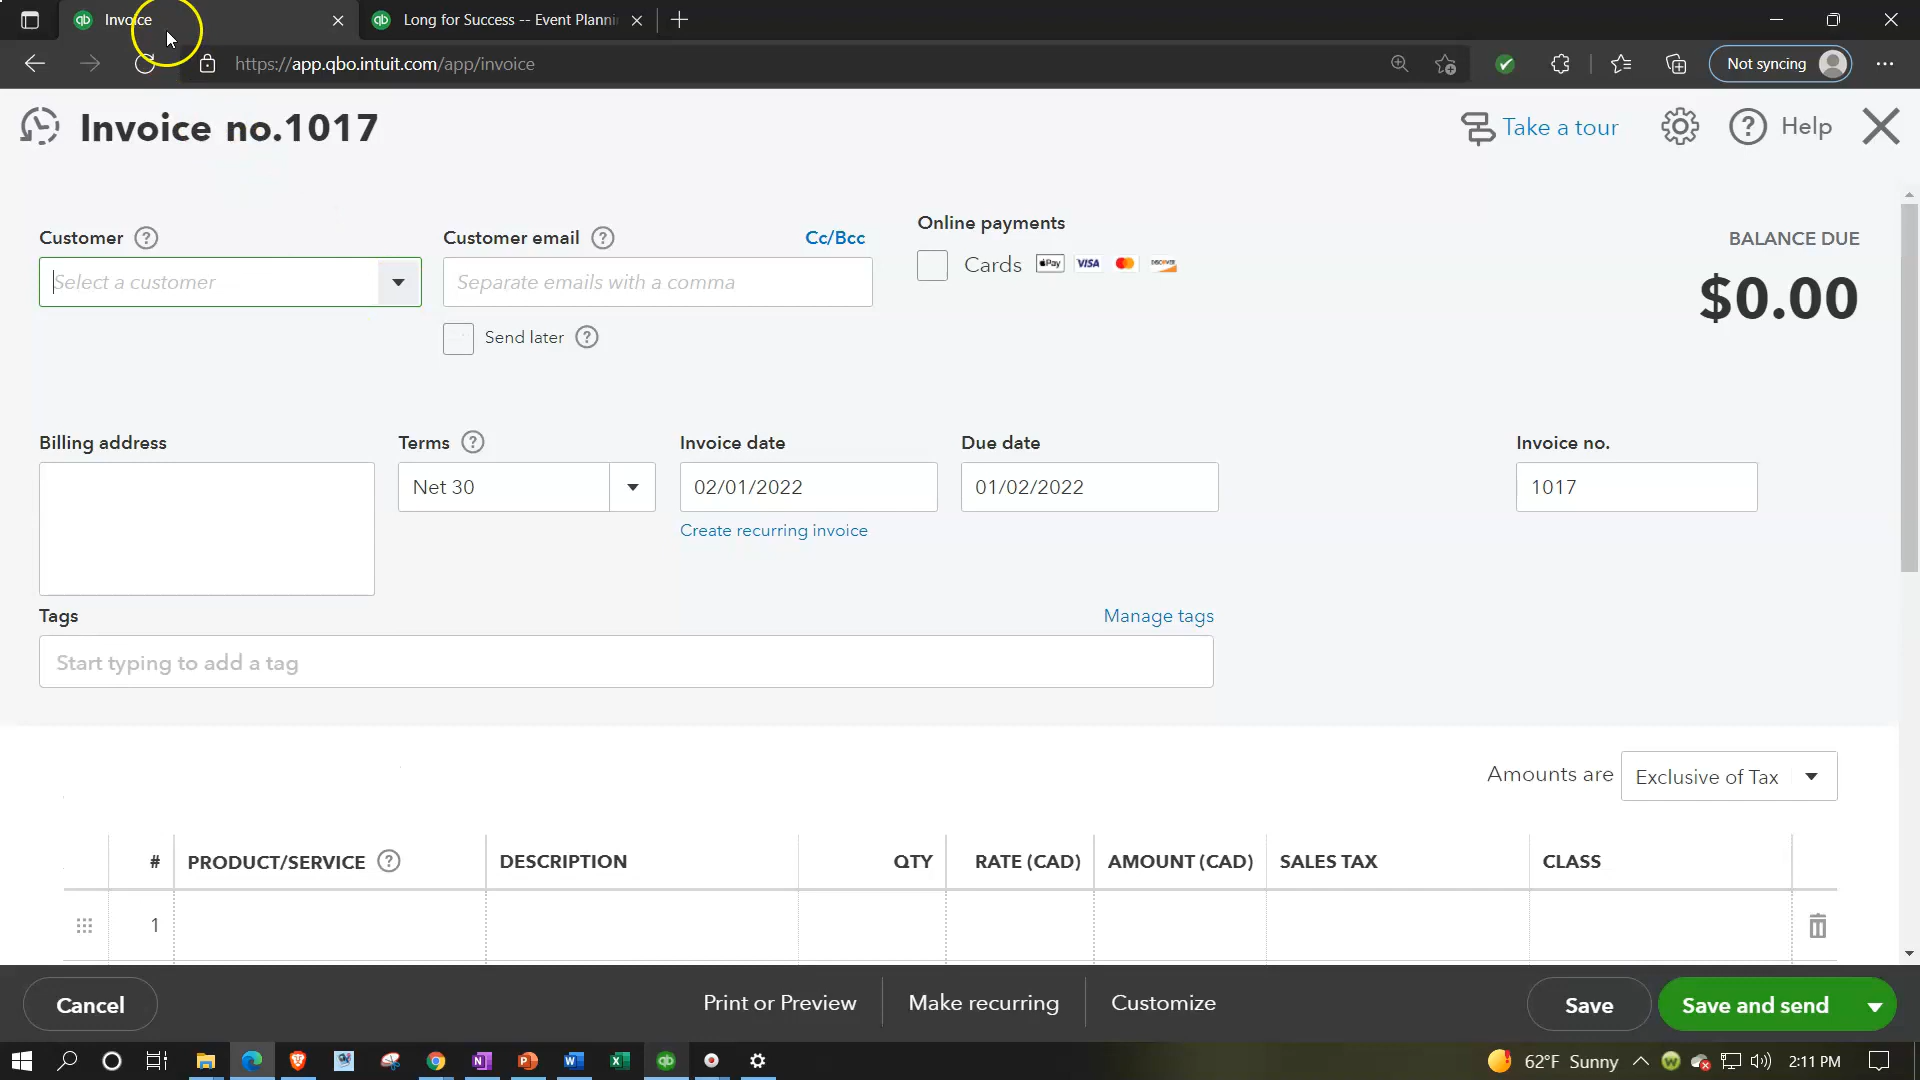 Invoice
Long for Success -- Event Planni
https://app.qbo.intuit.com/app/invoice
Not syncing
Invoice no.1017
Take a tour
Help
Customer
Select a customer
Customer email
Cc/Bcc
Separate emails with a comma
Send later
Online payments
Cards
Pay
VISA
DISCOVER
BALANCE DUE
$0.00
Billing address
Terms
Net 30
Invoice date
02/01/2022
Create recurring invoice
Due date
01/02/2022
Invoice no.
1017
Tags
Manage tags
Start typing to add a tag
Amounts are
Exclusive of Tax
# PRODUCT/SERVICE DESCRIPTION QTY RATE (CAD) AMOUNT (CAD) SALES TAX CLASS
1
Cancel
Print or Preview
Make recurring
Customize
Save
Save and send
62°F Sunny
2:11 PM